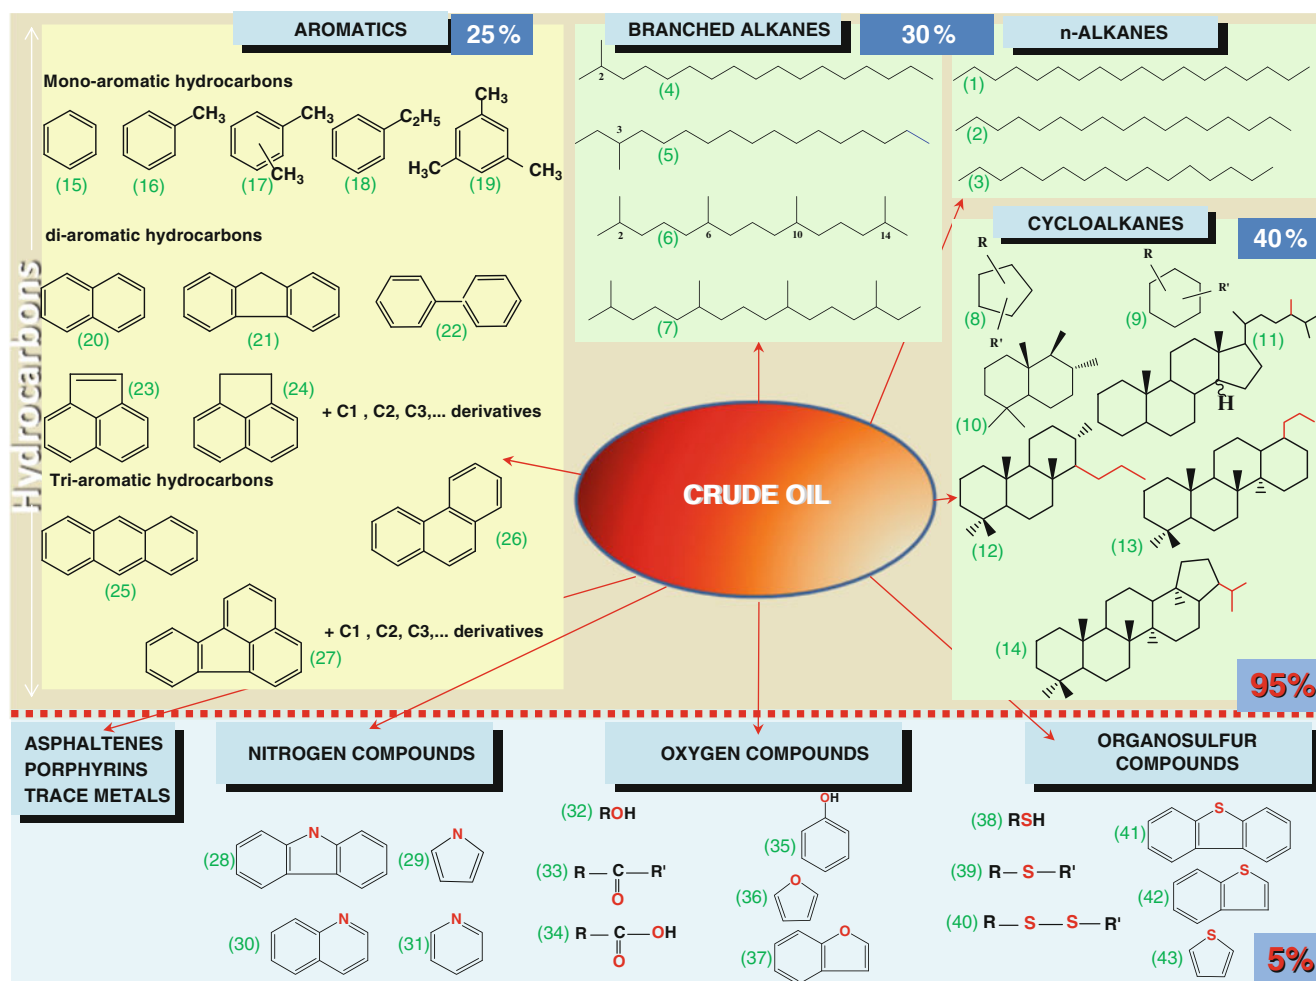 AROMATICS
25%
BRANCHED ALKANES
30%
n-ALKANES
Hydrocarbons
Mono-aromatic hydrocarbons
(15)
CH3
(16)
CH3
CH3
(17)
C2H5
(18)
CH3
H3C
CH3
(19)
di-aromatic hydrocarbons
(20)
(21)
(22)
(23)
(24)
+ C1 , C2, C3,... derivatives
Tri-aromatic hydrocarbons
(25)
(26)
(27)
+ C1 , C2, C3,... derivatives
2
(4)
3
(5)
2
6
10
14
(6)
(7)
(1)
(2)
(3)
CYCLOALKANES
40%
R
R'
(8)
R
R'
(9)
(10)
H
(11)
(12)
(13)
(14)
95%
CRUDE OIL
ASPHALTENES
PORPHYRINS
TRACE METALS
NITROGEN COMPOUNDS
N
(28)
N
(29)
N
(30)
N
(31)
OXYGEN COMPOUNDS
(32) ROH
(33) R C R'
O
(34) R C OH
O
OH
(35)
O
(36)
O
(37)
ORGANOSULFUR
COMPOUNDS
(38) RSH
(39) R S R'
(40) R S S R'
S
(41)
S
(42)
S
(43)
5%